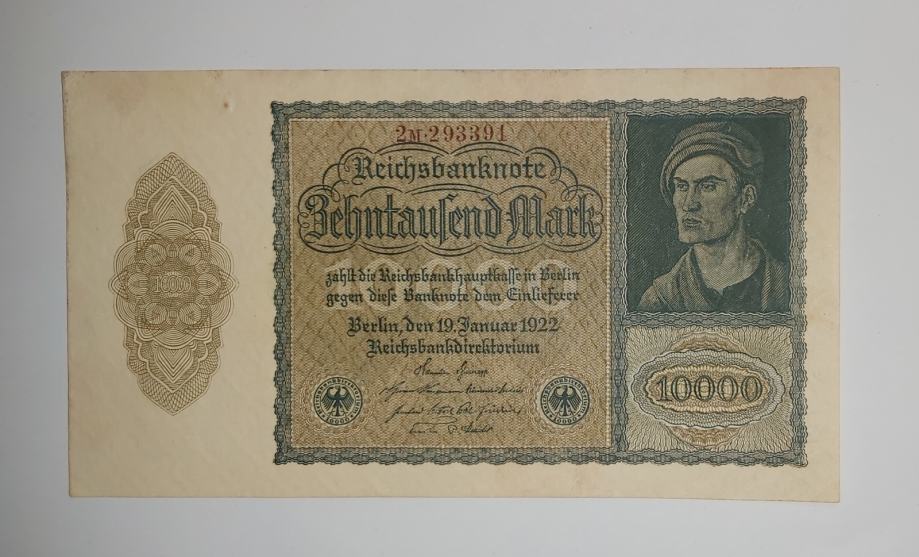 2M·293391
Reichsbanknote
Zehntausend Mark
10000
zahlt die Reichsbankhauptkasse in Berlin
gegen diese Banknote dem Einlieferer
Berlin, den 19. Januar 1922
Reichsbankdirektorium
10000
10000